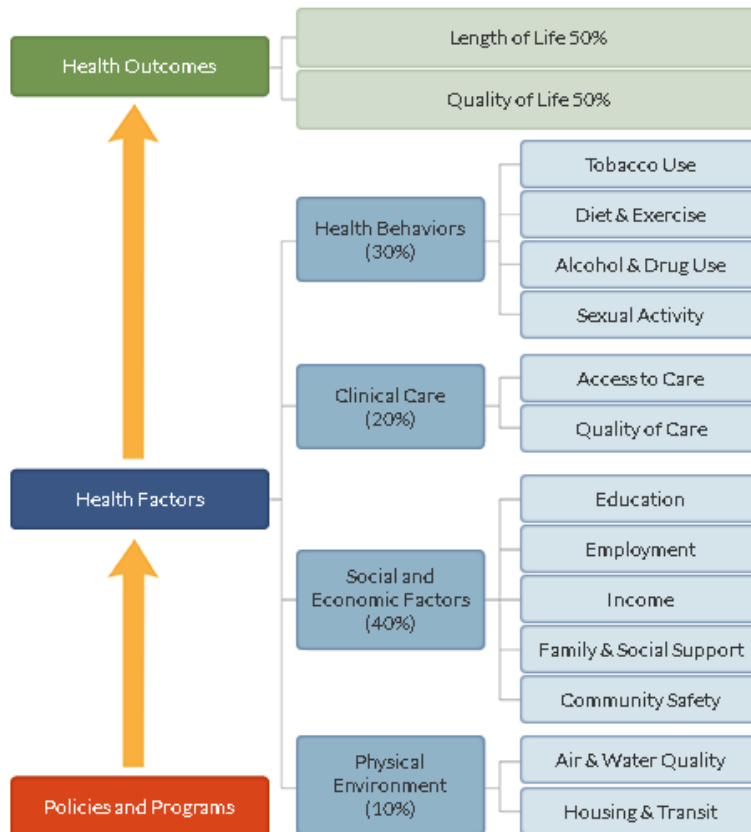 Health Outcomes
Length of Life 50%
Quality of Life 50%
Health Behaviors
(30%)
Tobacco Use
Diet & Exercise
Alcohol & Drug Use
Sexual Activity
Clinical Care
(20%)
Access to Care
Quality of Care
Health Factors
Social and
Economic Factors
(40%)
Education
Employment
Income
Family & Social Support
Community Safety
Physical
Environment
(10%)
Air & Water Quality
Housing & Transit
Policies and Programs